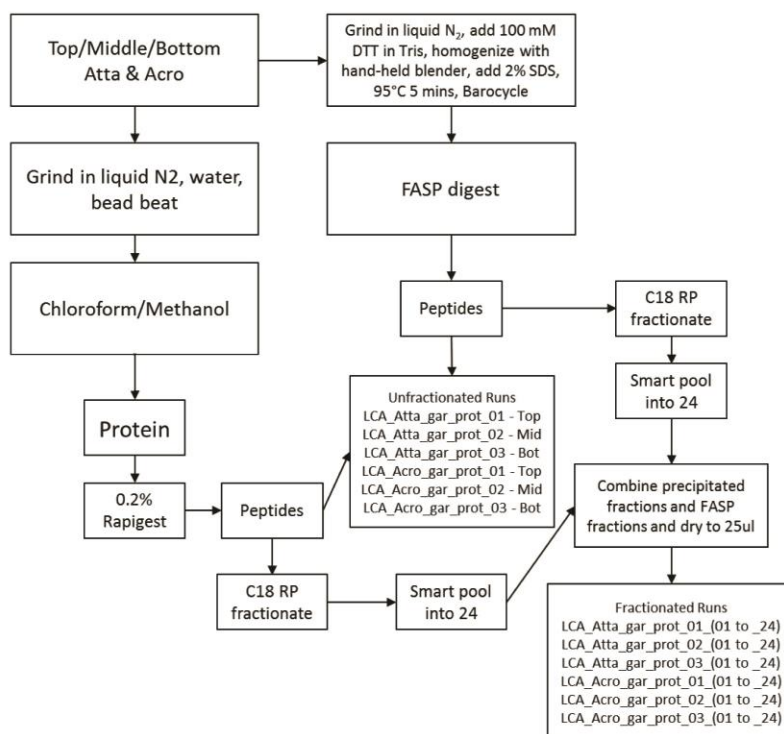 Top/Middle/Bottom
Atta & Acro
Grind in liquid N₂, add 100 mM
DTT in Tris, homogenize with
hand-held blender, add 2% SDS,
95°C 5 mins, Barocycle
Grind in liquid N2, water,
bead beat
FASP digest
Chloroform/Methanol
Peptides
C18 RP
fractionate
Smart pool
into 24
Unfractionated Runs
LCA_Atta_gar_prot_01 - Top
LCA_Atta_gar_prot_02 - Mid
LCA_Atta_gar_prot_03 - Bot
LCA_Acro_gar_prot_01 - Top
LCA_Acro_gar_prot_02 - Mid
LCA_Acro_gar_prot_03 - Bot
Protein
0.2%
Rapigest
Peptides
Combine precipitated
fractions and FASP
fractions and dry to 25ul
C18 RP
fractionate
Smart pool
into 24
Fractionated Runs
LCA_Atta_gar_prot_01_(01 to _24)
LCA_Atta_gar_prot_02_(01 to _24)
LCA_Atta_gar_prot_03_(01 to _24)
LCA_Acro_gar_prot_01_(01 to _24)
LCA_Acro_gar_prot_02_(01 to _24)
LCA_Acro_gar_prot_03_(01 to _24)